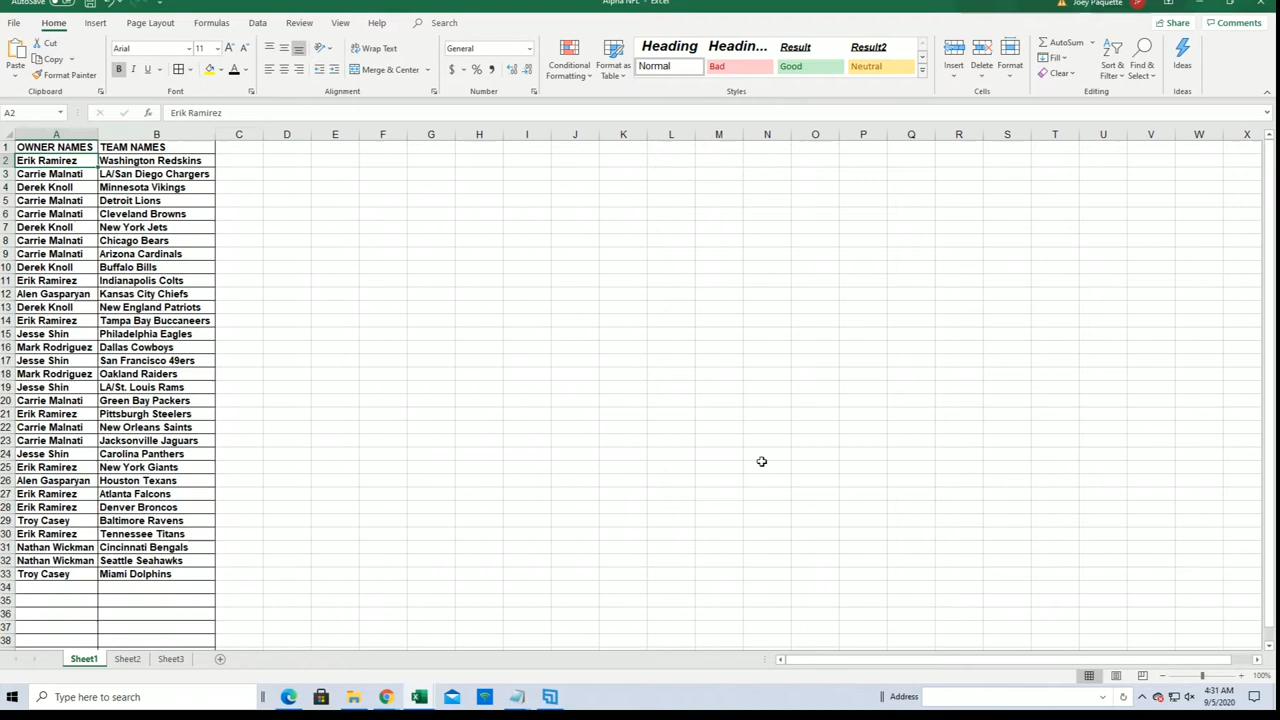 AutoSave Off Alpha NFL - Excel Joey Paquette JP
File Home Insert Page Layout Formulas Data Review View Help Search Share Comments
Paste Cut Copy Format Painter Clipboard
Arial 11 B I U A Font
Wrap Text Merge & Center Alignment
General $ % Number
Conditional Formatting Format as Table Heading Headin... Result Result2 Normal Bad Good Neutral Styles
Insert Delete Format Cells
AutoSum Fill Clear Sort & Filter Find & Select Editing
Ideas Ideas
A2 fx Erik Ramirez
A B C D E F G H I J K L M N O P Q R S T U V W X
1 OWNER NAMES TEAM NAMES
2 Erik Ramirez Washington Redskins
3 Carrie Malnati LA/San Diego Chargers
4 Derek Knoll Minnesota Vikings
5 Carrie Malnati Detroit Lions
6 Carrie Malnati Cleveland Browns
7 Derek Knoll New York Jets
8 Carrie Malnati Chicago Bears
9 Carrie Malnati Arizona Cardinals
10 Derek Knoll Buffalo Bills
11 Erik Ramirez Indianapolis Colts
12 Alen Gasparyan Kansas City Chiefs
13 Derek Knoll New England Patriots
14 Erik Ramirez Tampa Bay Buccaneers
15 Jesse Shin Philadelphia Eagles
16 Mark Rodriguez Dallas Cowboys
17 Jesse Shin San Francisco 49ers
18 Mark Rodriguez Oakland Raiders
19 Jesse Shin LA/St. Louis Rams
20 Carrie Malnati Green Bay Packers
21 Erik Ramirez Pittsburgh Steelers
22 Carrie Malnati New Orleans Saints
23 Carrie Malnati Jacksonville Jaguars
24 Jesse Shin Carolina Panthers
25 Erik Ramirez New York Giants
26 Alen Gasparyan Houston Texans
27 Erik Ramirez Atlanta Falcons
28 Erik Ramirez Denver Broncos
29 Troy Casey Baltimore Ravens
30 Erik Ramirez Tennessee Titans
31 Nathan Wickman Cincinnati Bengals
32 Nathan Wickman Seattle Seahawks
33 Troy Casey Miami Dolphins
34
35
36
37
38
Sheet1 Sheet2 Sheet3
100%
Type here to search Address 4:31 AM
9/5/2020